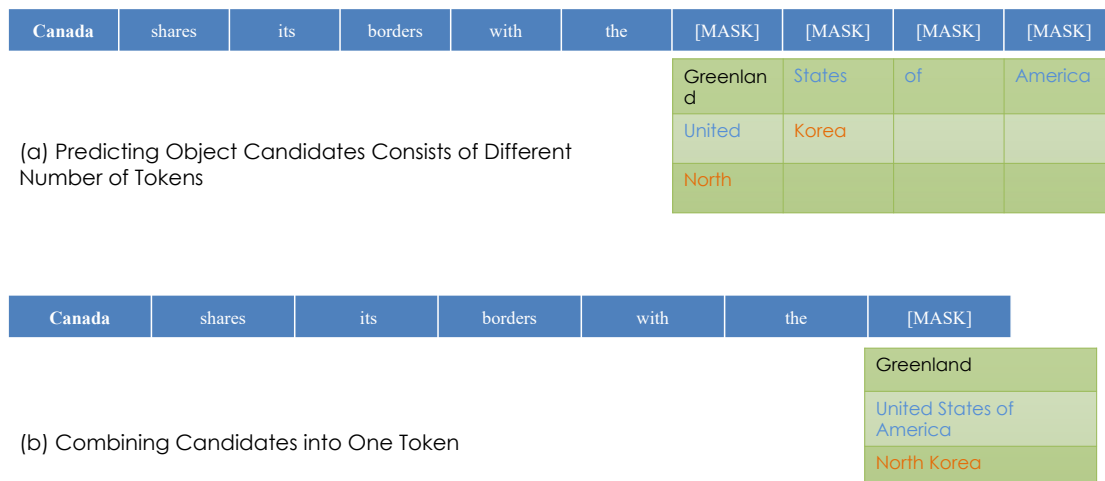 Canada shares its borders with the [MASK] [MASK] [MASK] [MASK]
Greenlan States of America
d
United Korea
North
(a) Predicting Object Candidates Consists of Different
Number of Tokens
Canada shares its borders with the [MASK]
Greenland
United States of
America
North Korea
(b) Combining Candidates into One Token